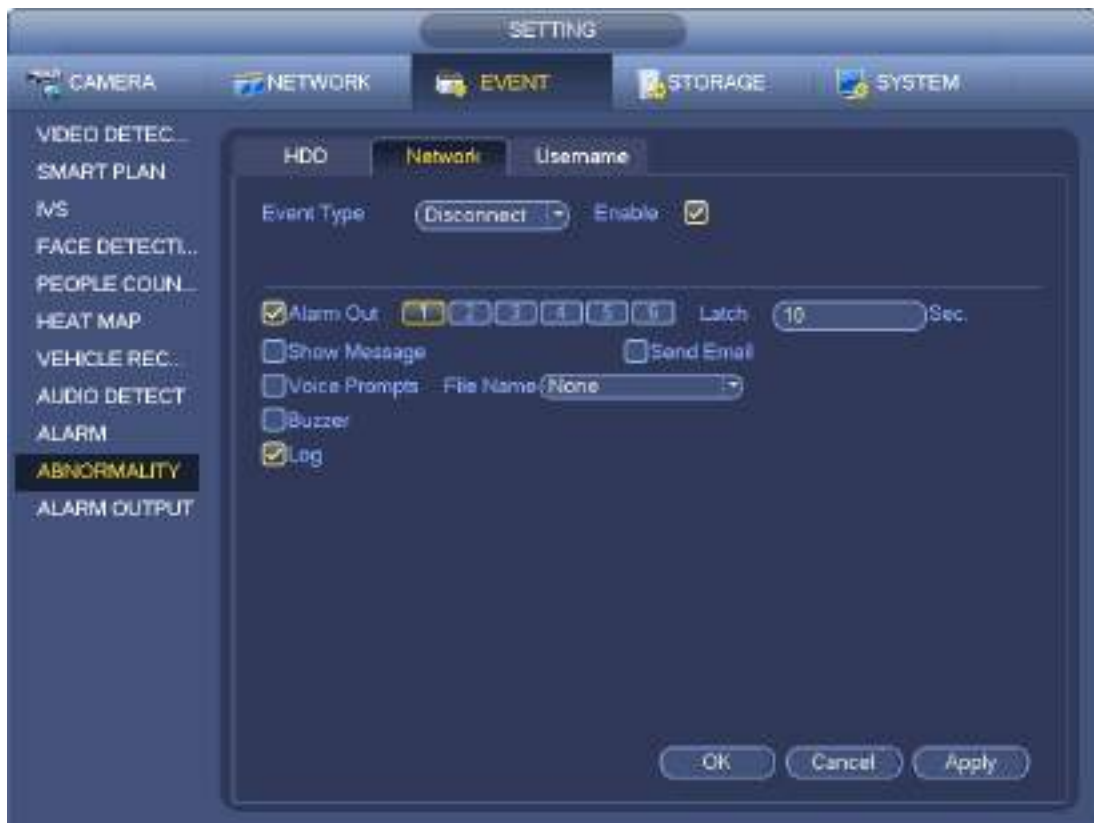 SETTING
CAMERA NETWORK EVENT STORAGE SYSTEM
VIDEO DETEC...
SMART PLAN
IVS
FACE DETECTI...
PEOPLE COUN...
HEAT MAP
VEHICLE REC...
AUDIO DETECT
ALARM
ABNORMALITY
ALARM OUTPUT
HDD Network Username
Event Type Disconnect Enable
Alarm Out 1 2 3 4 5 6 Latch 10 Sec.
Show Message Send Email
Voice Prompts File Name None
Buzzer
Log
OK Cancel Apply